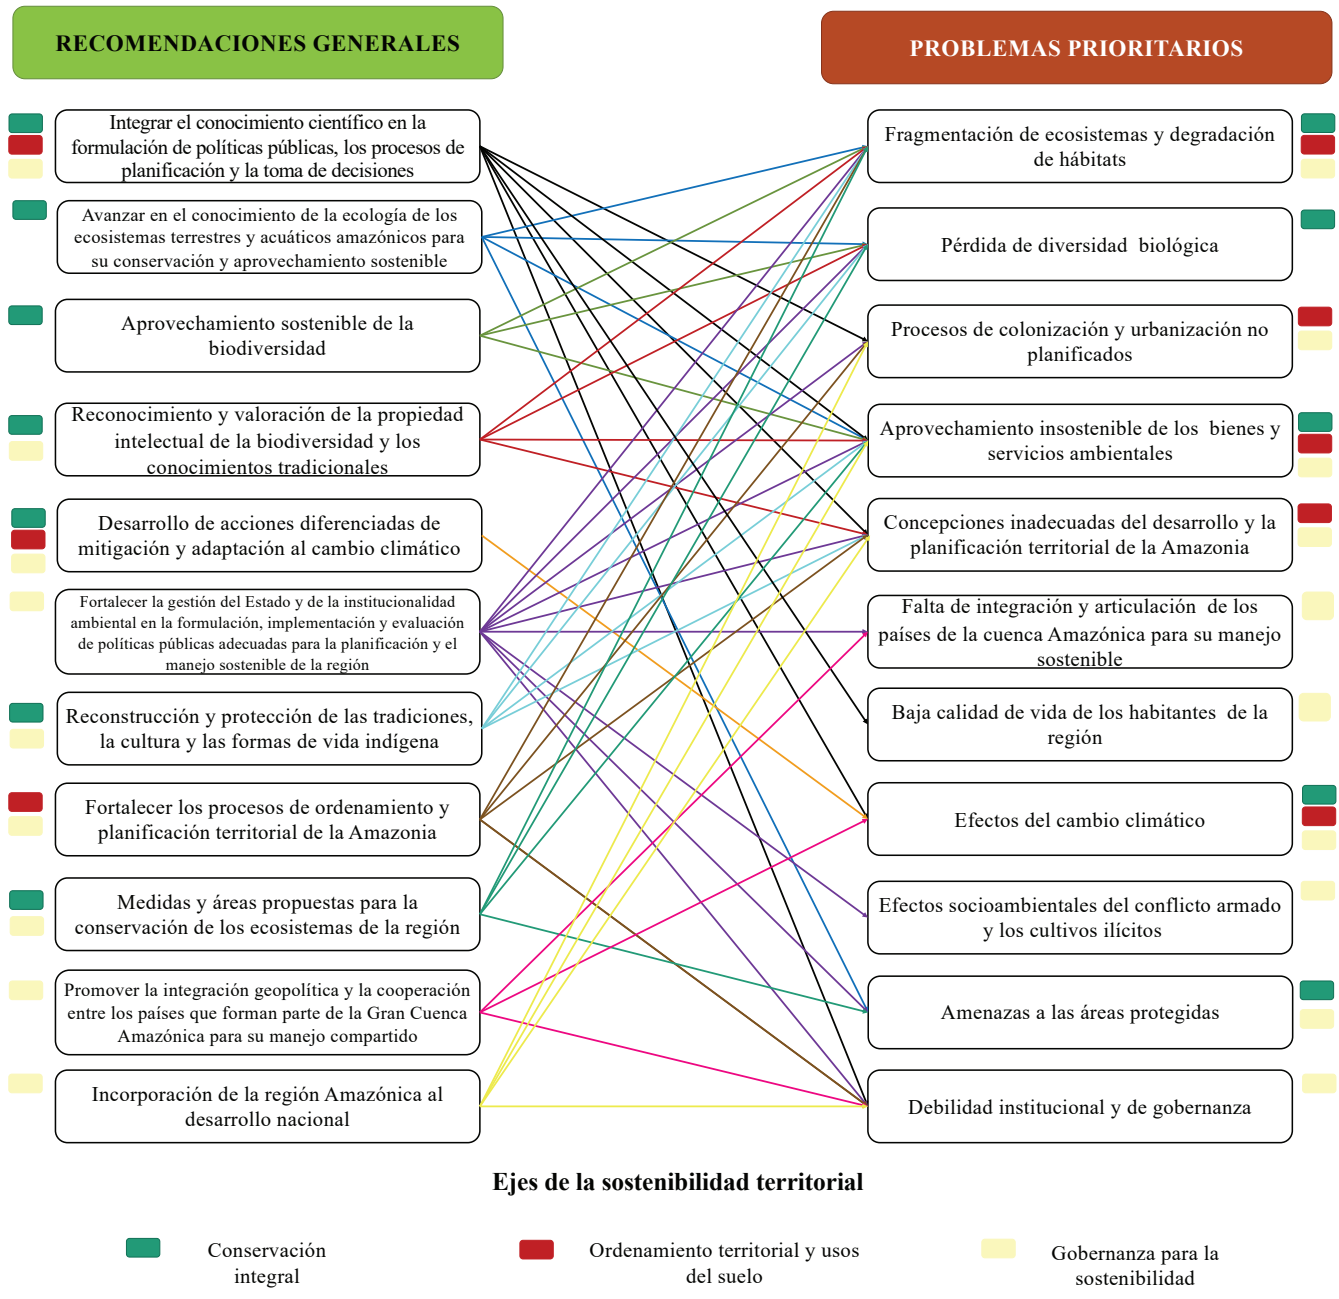 RECOMENDACIONES GENERALES
Integrar el conocimiento científico en la
formulación de políticas públicas, los procesos de
planificación y la toma de decisiones
Avanzar en el conocimiento de la ecología de los
ecosistemas terrestres y acuáticos amazónicos para
su conservación y aprovechamiento sostenible
Aprovechamiento sostenible de la
biodiversidad
Reconocimiento y valoración de la propiedad
intelectual de la biodiversidad y los
conocimientos tradicionales
Desarrollo de acciones diferenciadas de
mitigación y adaptación al cambio climático
Fortalecer la gestión del Estado y de la institucionalidad
ambiental en la formulación, implementación y evaluación
de políticas públicas adecuadas para la planificación y el
manejo sostenible de la región
Reconstrucción y protección de las tradiciones,
la cultura y las formas de vida indígena
Fortalecer los procesos de ordenamiento y
planificación territorial de la Amazonia
Medidas y áreas propuestas para la
conservación de los ecosistemas de la región
Promover la integración geopolítica y la cooperación
entre los países que forman parte de la Gran Cuenca
Amazónica para su manejo compartido
Incorporación de la región Amazónica al
desarrollo nacional
PROBLEMAS PRIORITARIOS
Fragmentación de ecosistemas y degradación
de hábitats
Pérdida de diversidad biológica
Procesos de colonización y urbanización no
planificados
Aprovechamiento insostenible de los bienes y
servicios ambientales
Concepciones inadecuadas del desarrollo y la
planificación territorial de la Amazonia
Falta de integración y articulación de los
países de la cuenca Amazónica para su manejo
sostenible
Baja calidad de vida de los habitantes de la
región
Efectos del cambio climático
Efectos socioambientales del conflicto armado
y los cultivos ilícitos
Amenazas a las áreas protegidas
Debilidad institucional y de gobernanza
Ejes de la sostenibilidad territorial
Conservación
integral
Ordenamiento territorial y usos
del suelo
Gobernanza para la
sostenibilidad